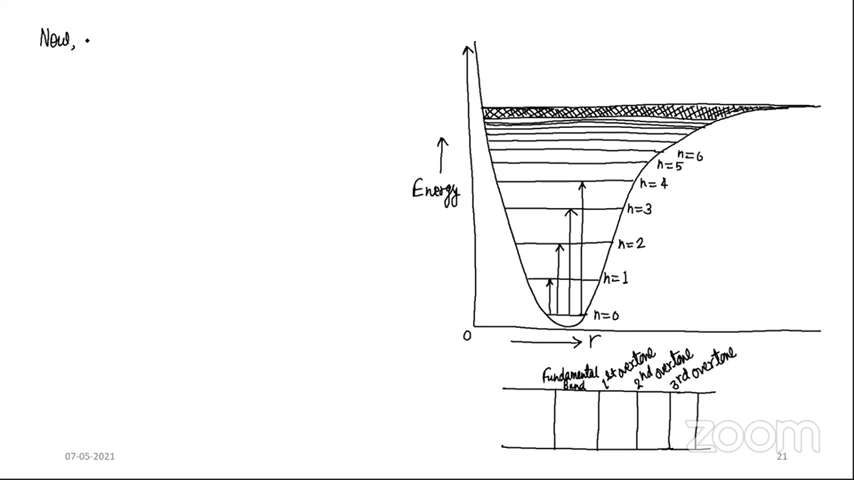 Now,
Energy
n=6
n=5
n=4
n=3
n=2
n=1
n=0
0
r
Fundamental
Band
1st overtone
2nd overtone
3rd overtone
zoom
07-05-2021
21